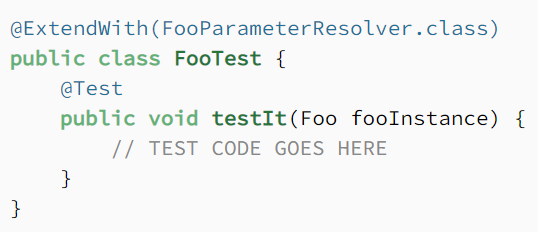 @ExtendWith(FooParameterResolver.class)
public class FooTest {
    @Test
    public void testIt(Foo fooInstance) {
        // TEST CODE GOES HERE
    }
}